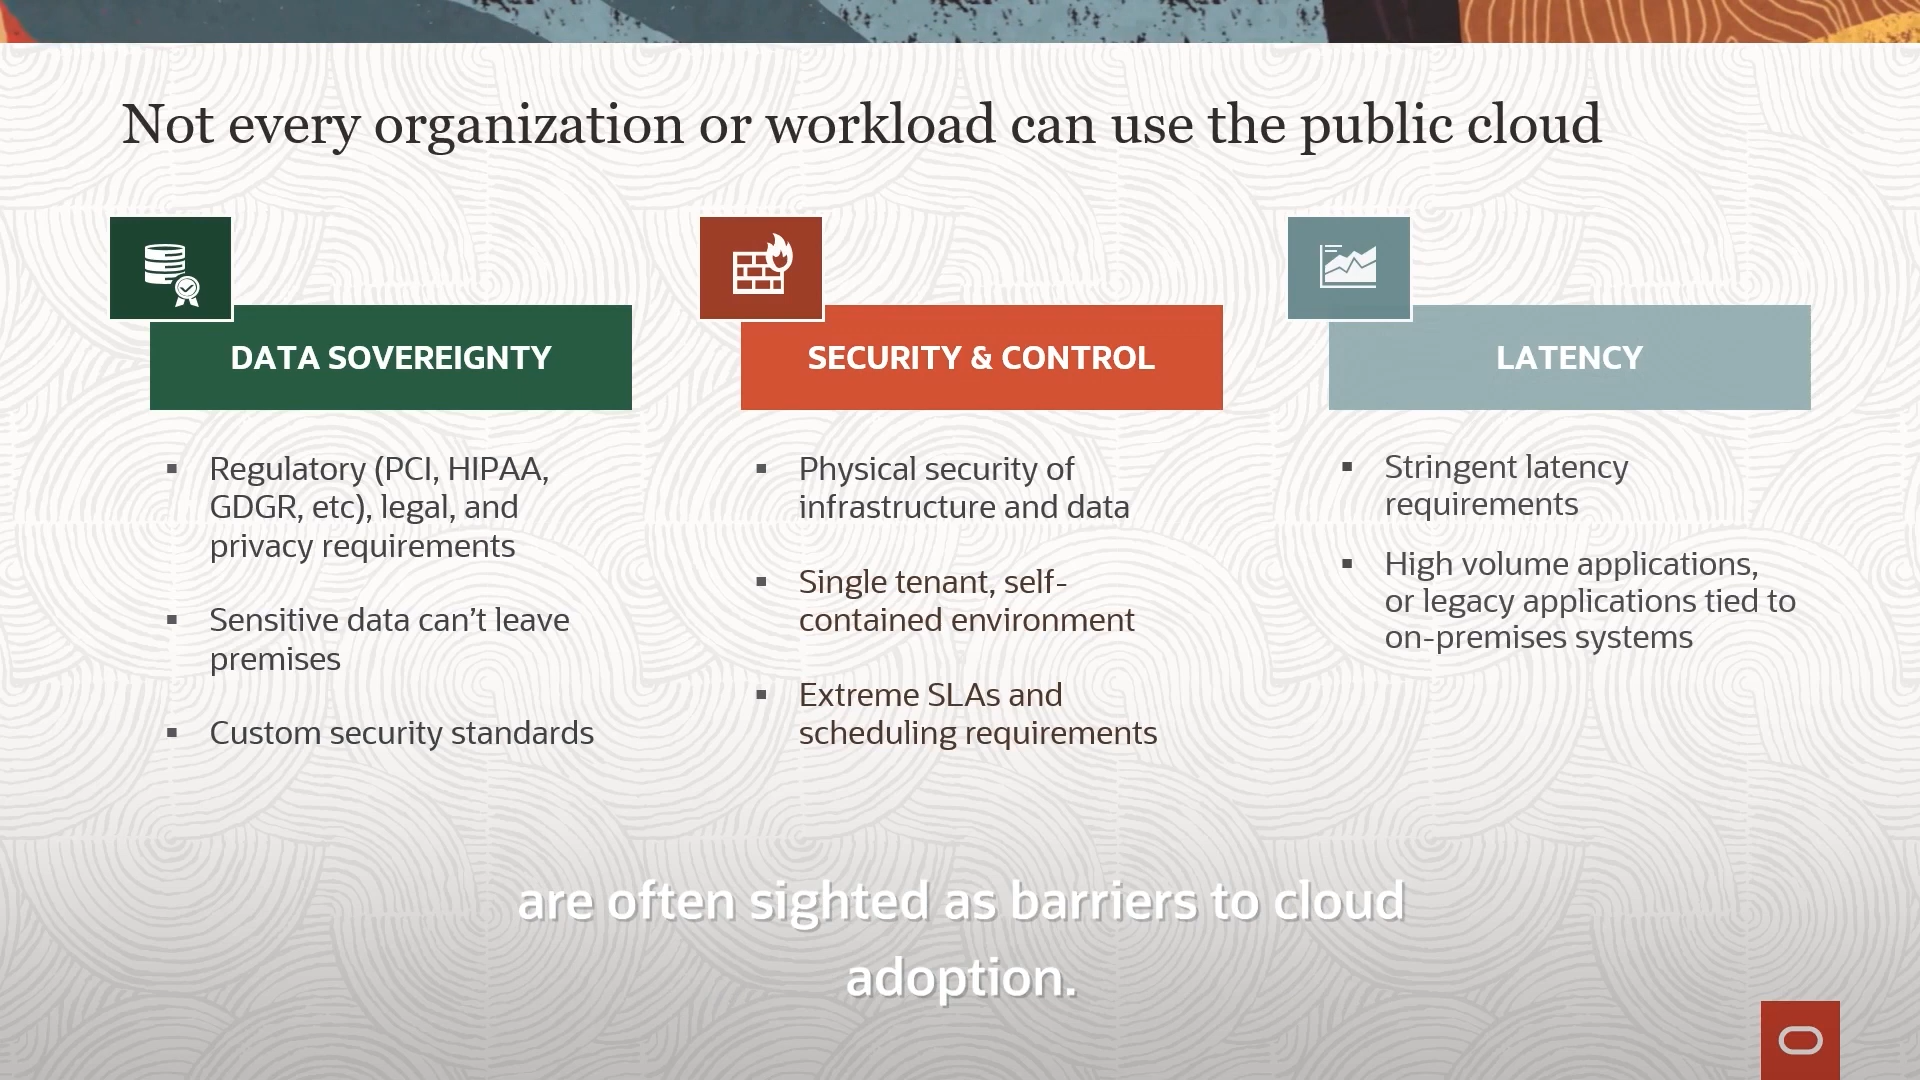 Not every organization or workload can use the public cloud
DATA SOVEREIGNTY
▪ Regulatory (PCI, HIPAA,
GDGR, etc), legal, and
privacy requirements
▪ Sensitive data can’t leave
premises
▪ Custom security standards
SECURITY & CONTROL
▪ Physical security of
infrastructure and data
▪ Single tenant, self-
contained environment
▪ Extreme SLAs and
scheduling requirements
LATENCY
▪ Stringent latency
requirements
▪ High volume applications,
or legacy applications tied to
on-premises systems
are often sighted as barriers to cloud
adoption.